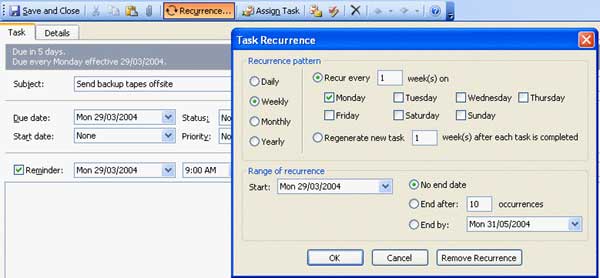 Save and Close Recurrence... Assign Task
Task Details
Due in 5 days.
Due every Monday effective 29/03/2004.
Subject: Send backup tapes offsite
Due date: Mon 29/03/2004 Status:
Start date: None Priority:
Reminder: Mon 29/03/2004 9:00 AM
Task Recurrence
Recurrence pattern
Daily
Weekly
Monthly
Yearly
Recur every 1 week(s) on
Monday Tuesday Wednesday Thursday
Friday Saturday Sunday
Regenerate new task 1 week(s) after each task is completed
Range of recurrence
Start: Mon 29/03/2004
No end date
End after: 10 occurrences
End by: Mon 31/05/2004
OK Cancel Remove Recurrence